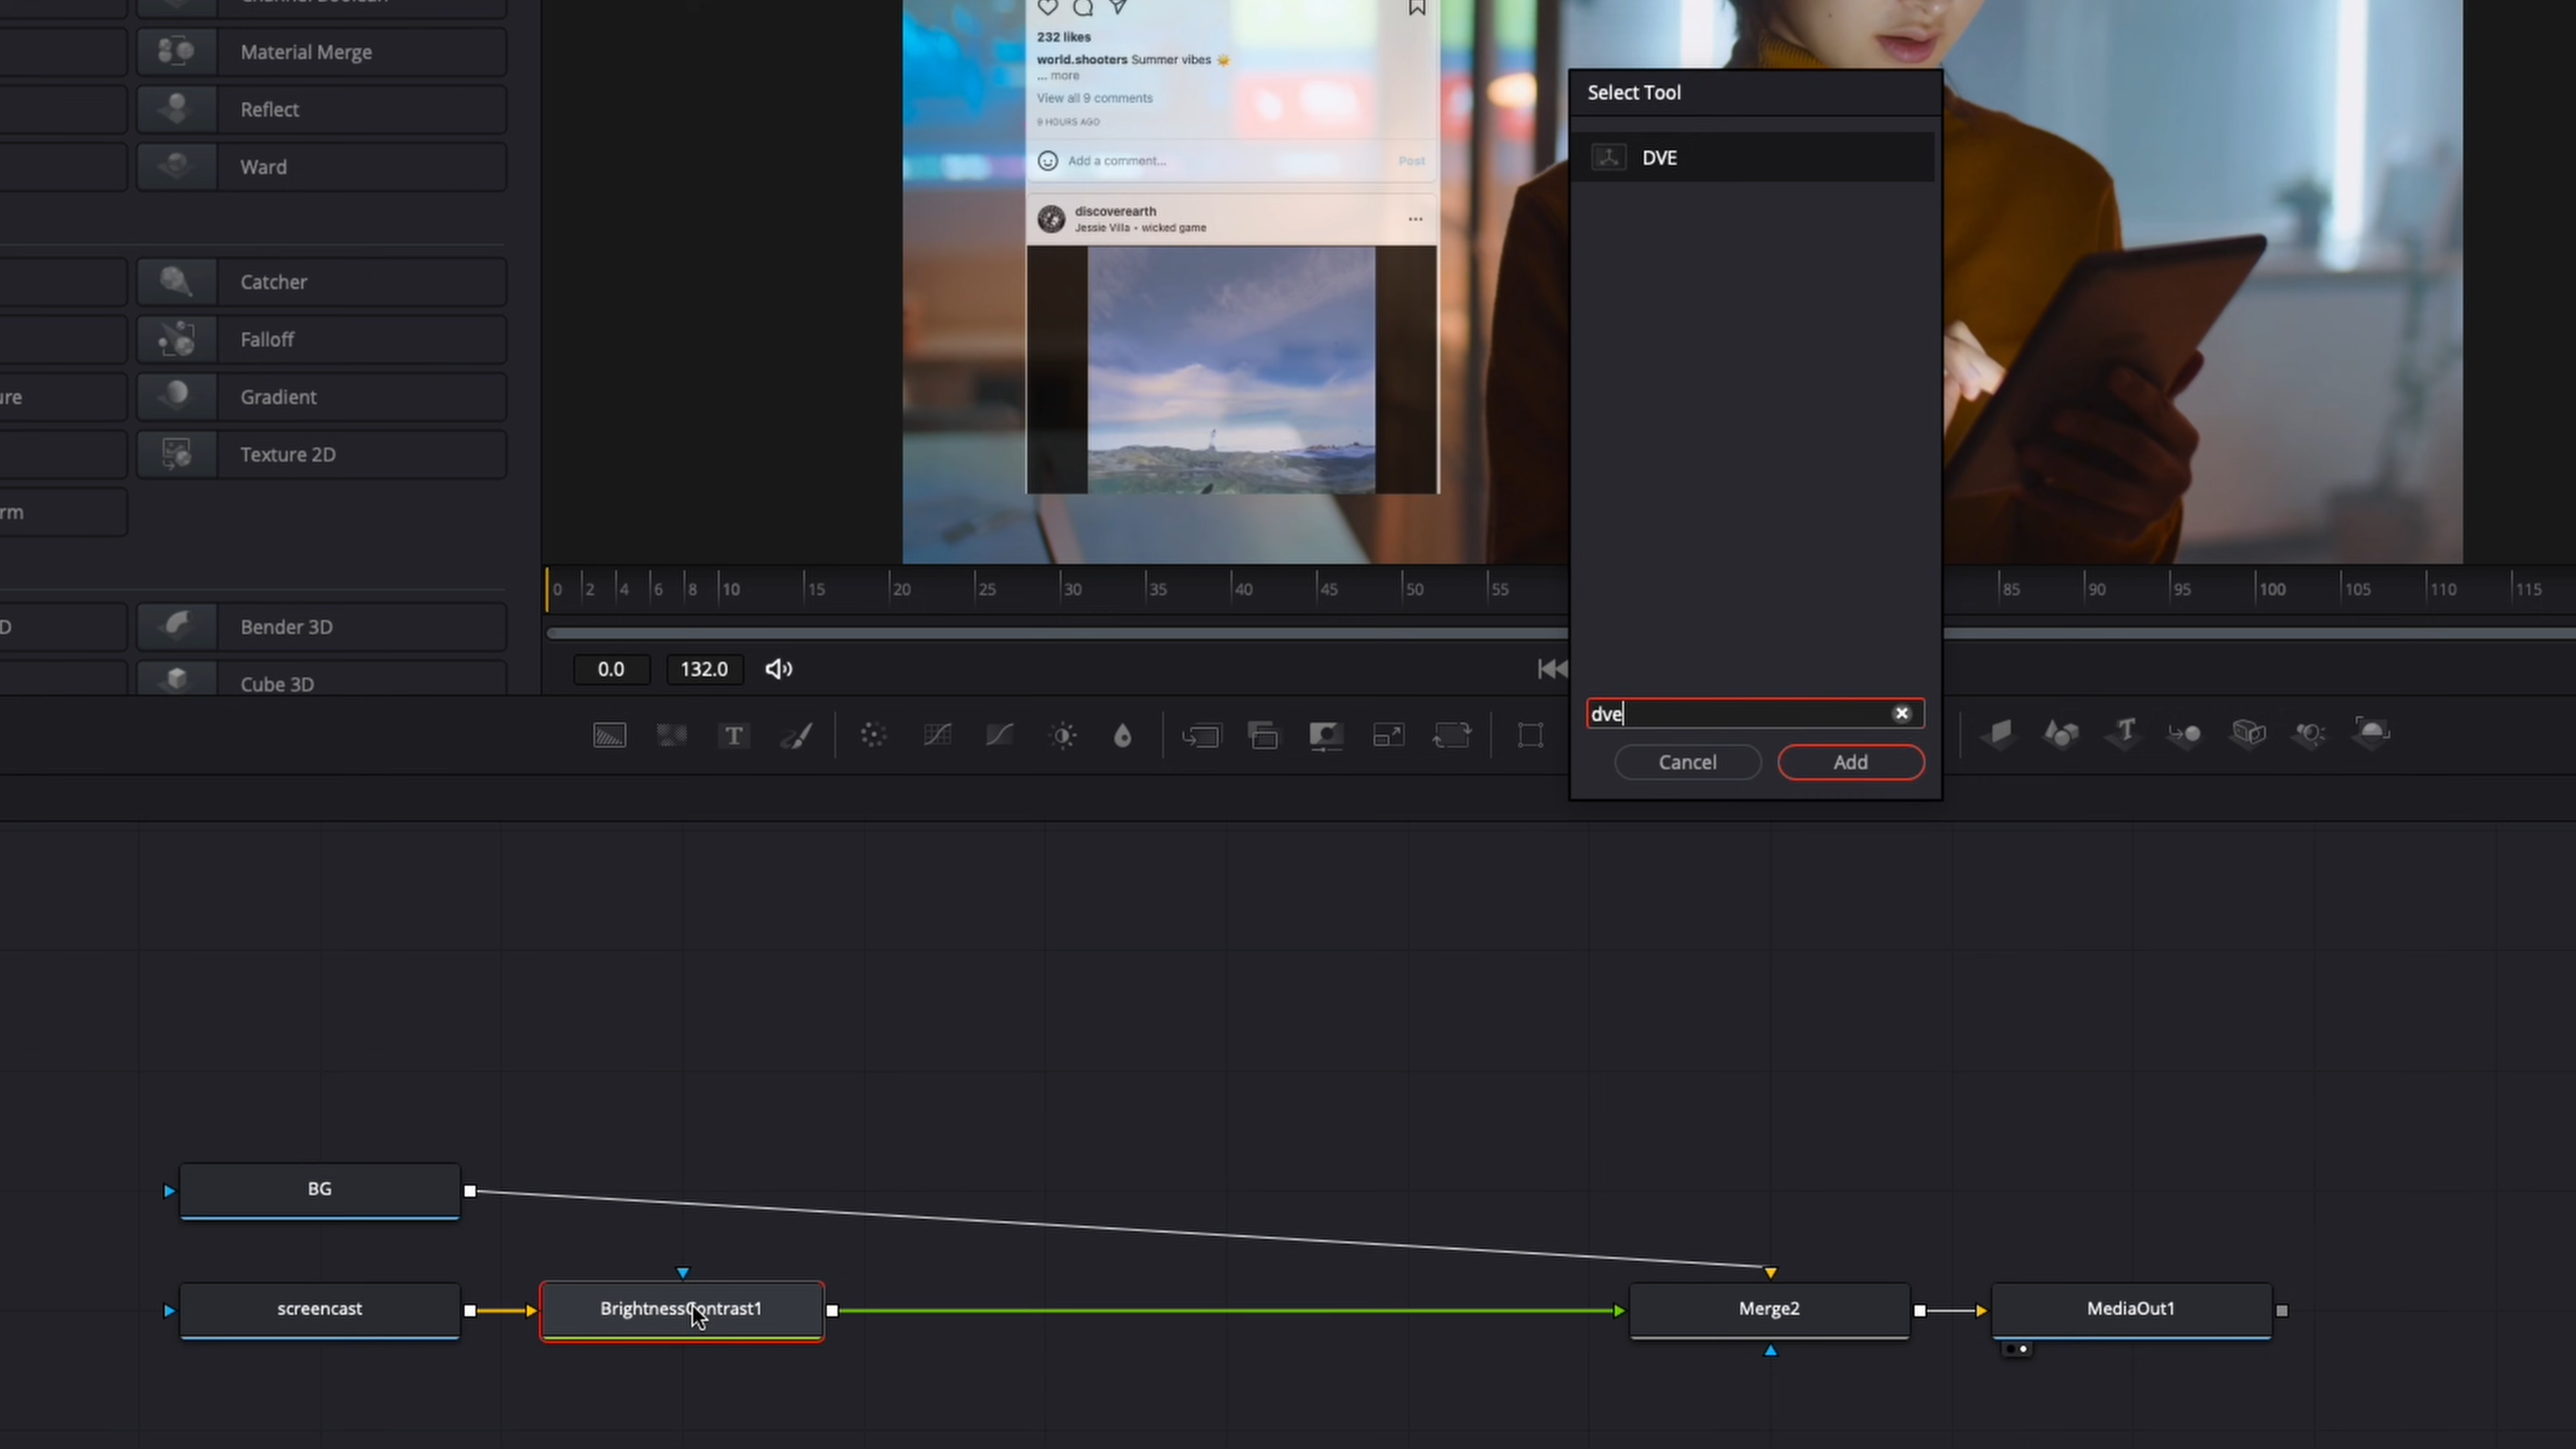 Material Merge
Reflect
Ward
Catcher
Falloff
ure
Gradient
Texture 2D
rm
D
Bender 3D
Cube 3D
232 likes
world.shooters Summer vibes ☀️
... more
View all 9 comments
9 HOURS AGO
Add a comment... Post
discoverearth
Jessie Villa • wicked game
Select Tool
DVE
dve
Cancel Add
0 2 4 6 8 10 15 20 25 30 35 40 45 50 55 85 90 95 100 105 110 115
0.0 132.0
T T
BG
screencast
BrightnessContrast1
Merge2
MediaOut1